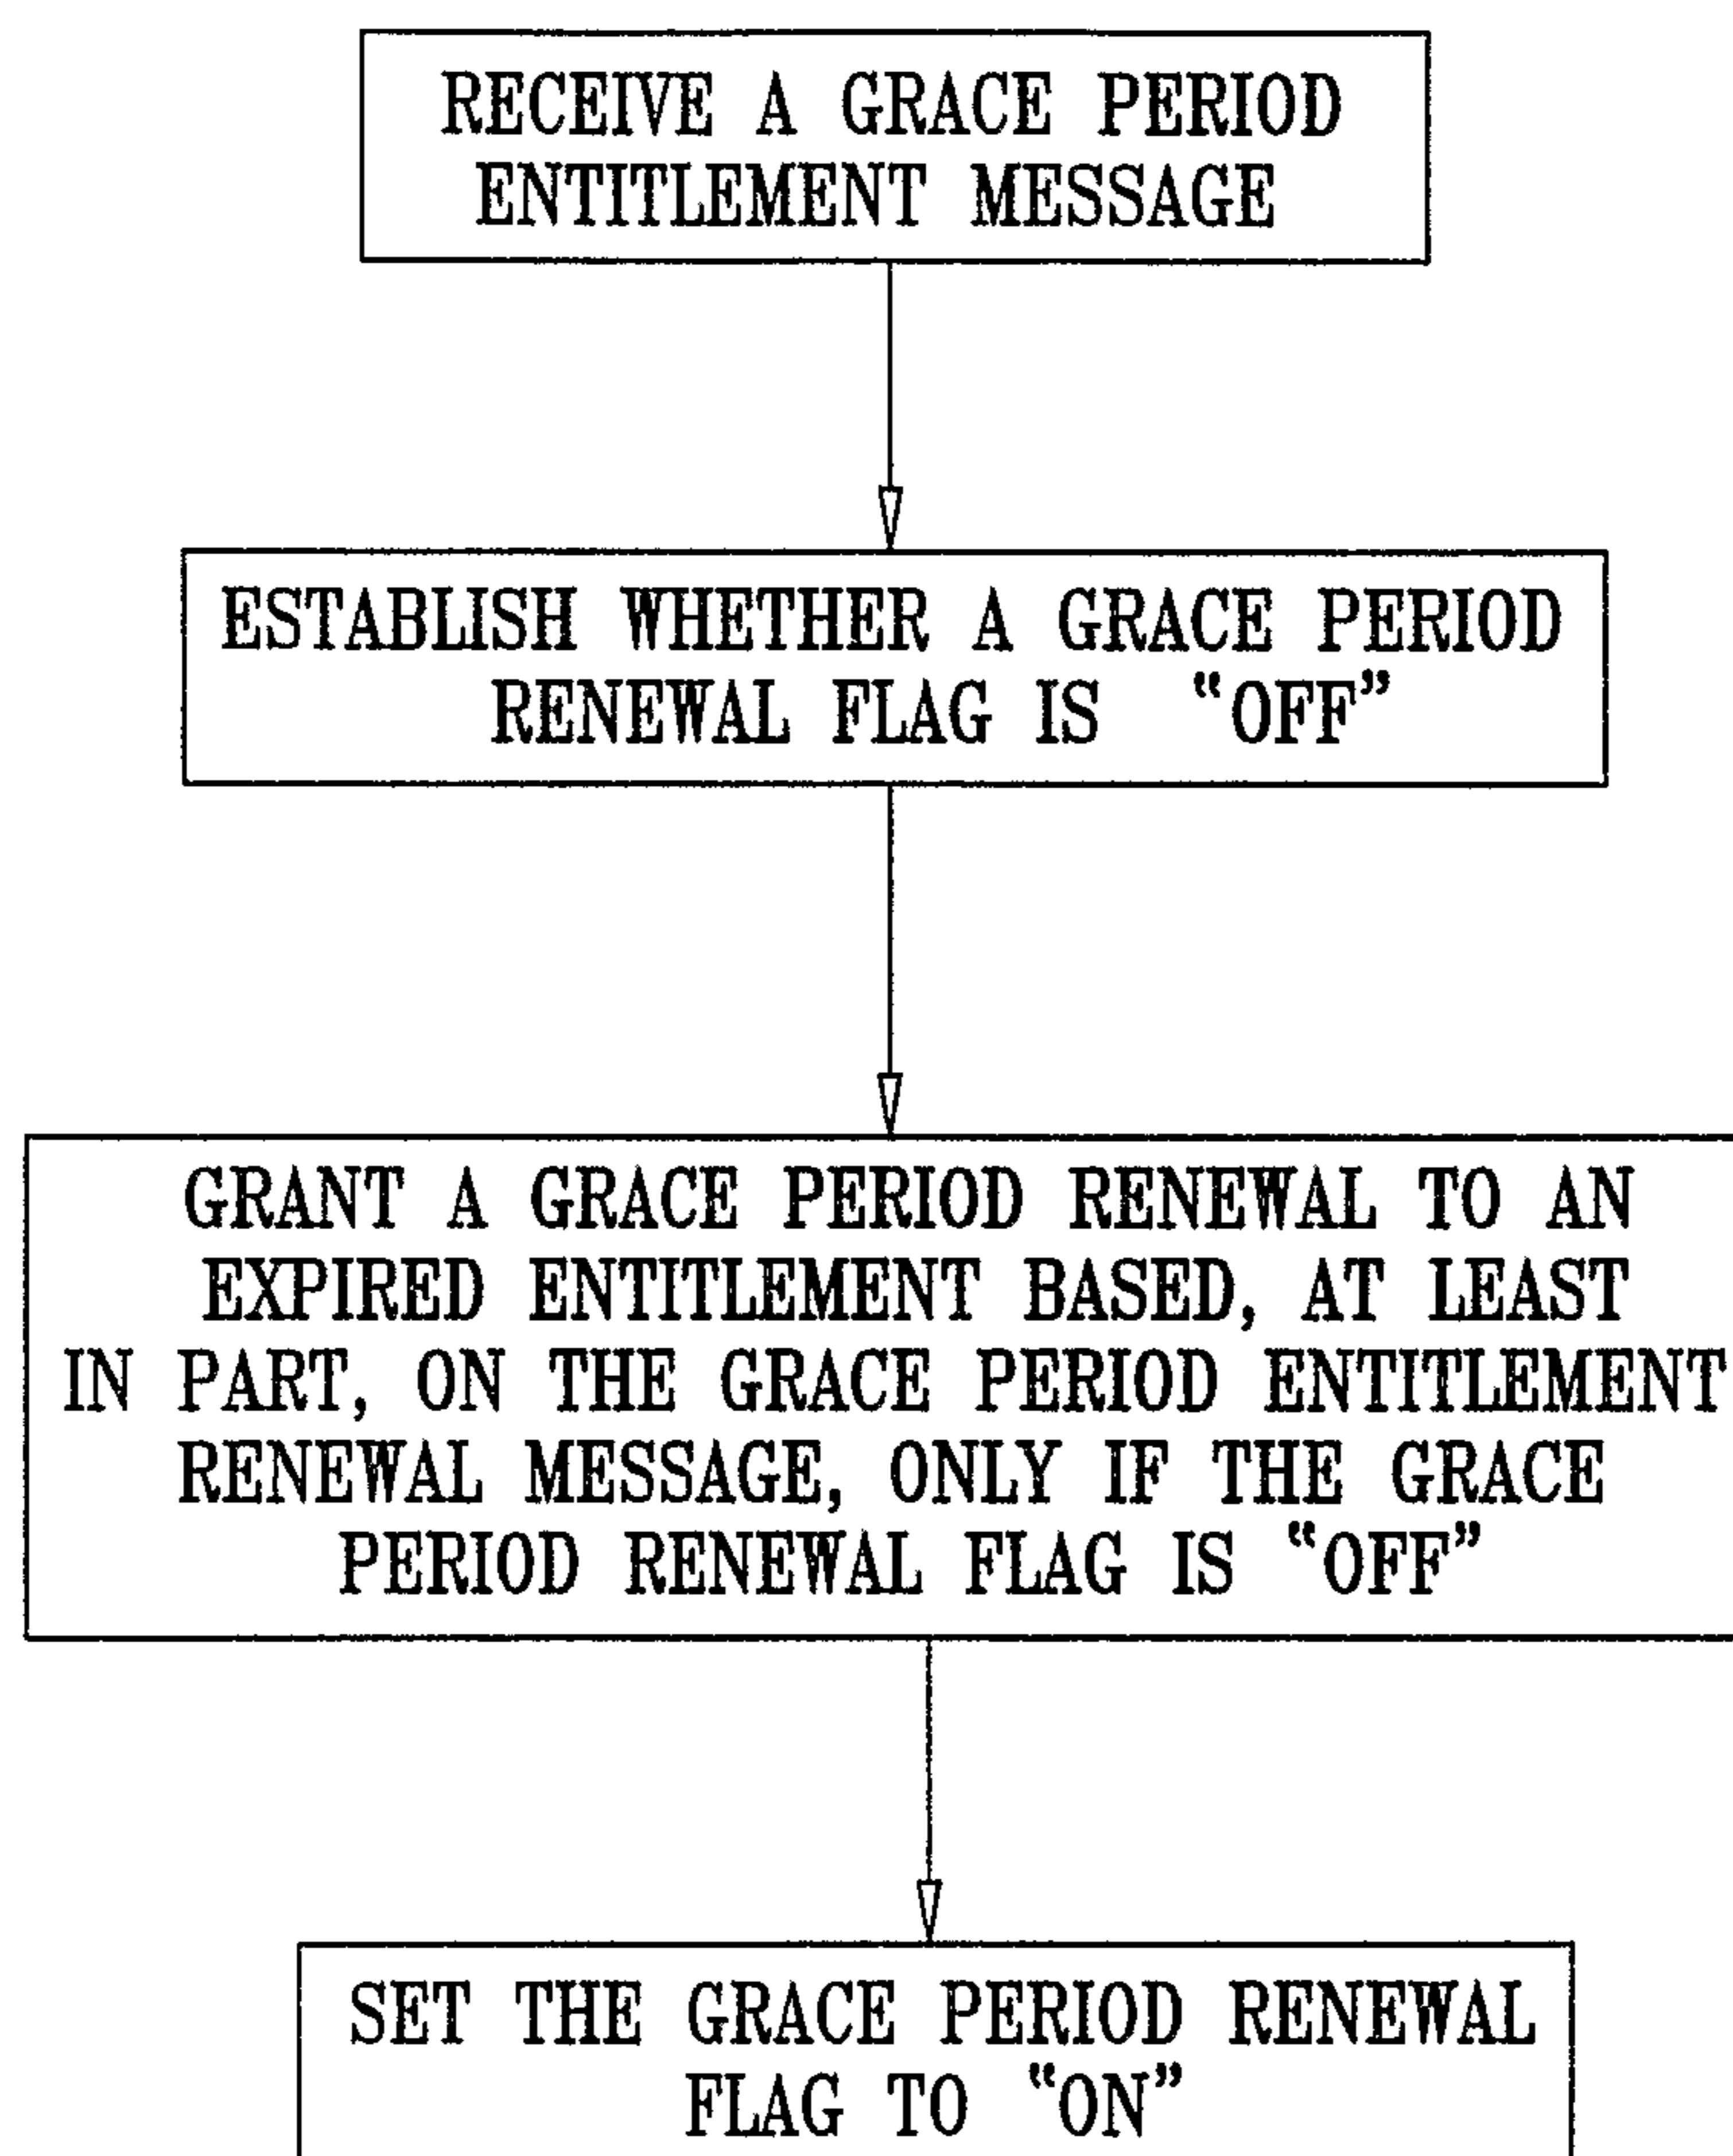 RECEIVE A GRACE PERIOD
ENTITLEMENT MESSAGE
ESTABLISH WHETHER A GRACE PERIOD
RENEWAL FLAG IS “OFF”
GRANT A GRACE PERIOD RENEWAL TO AN
EXPIRED ENTITLEMENT BASED, AT LEAST
IN PART, ON THE GRACE PERIOD ENTITLEMENT
RENEWAL MESSAGE, ONLY IF THE GRACE
PERIOD RENEWAL FLAG IS “OFF”
SET THE GRACE PERIOD RENEWAL
FLAG TO “ON”